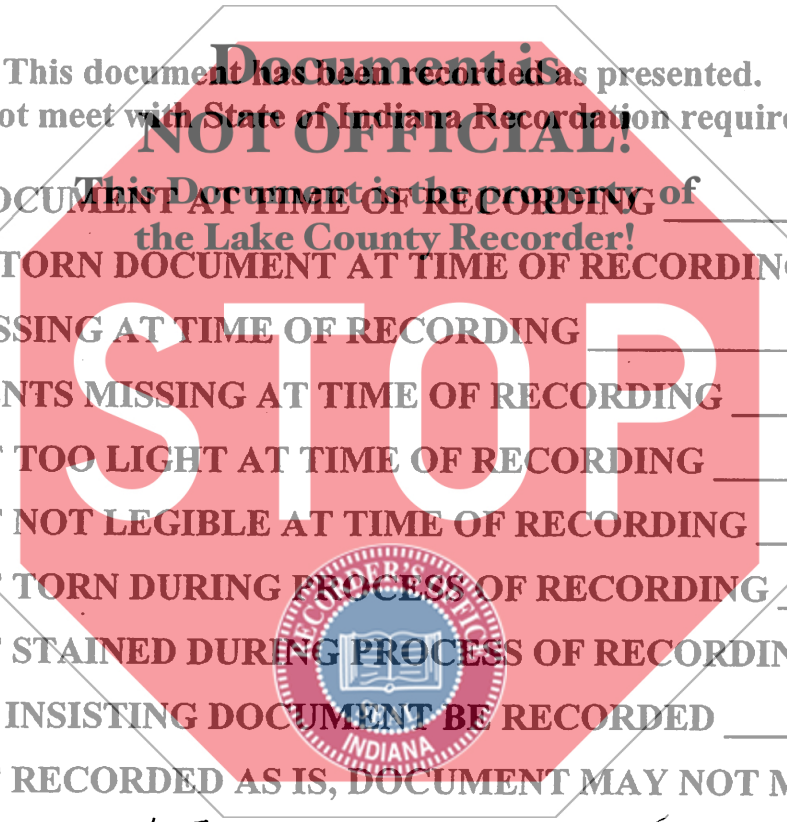 Document is
This document has been recorded as presented.
ot meet with State of Indiana Recordation require
NOT OFFICIAL!
OCUMENT AT TIME OF RECORDING
This Document is the property of
the Lake County Recorder!
TORN DOCUMENT AT TIME OF RECORDING
SSING AT TIME OF RECORDING
STOP
NTS MISSING AT TIME OF RECORDING
TOO LIGHT AT TIME OF RECORDING
NOT LEGIBLE AT TIME OF RECORDING
TORN DURING PROCESS OF RECORDING
RECORDER'S OFFICE
STAINED DURING PROCESS OF RECORDIN
INSISTING DOCUMENT BE RECORDED
INDIANA
RECORDED AS IS, DOCUMENT MAY NOT M